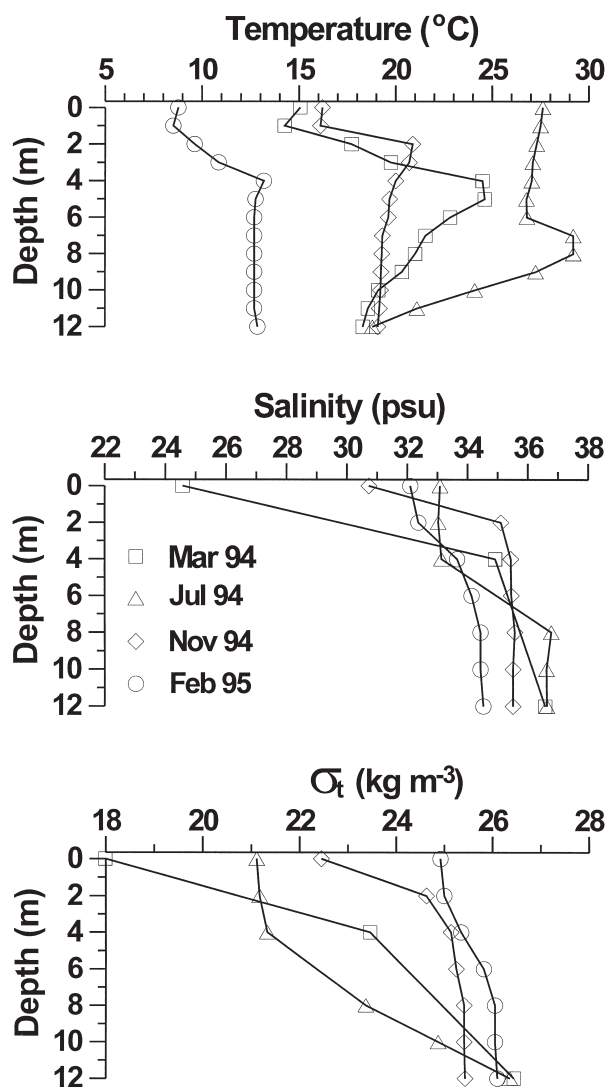 Temperature (°C)
5 10 15 20 25 30
Depth (m)
0
2
4
6
8
10
12
Salinity (psu)
22 24 26 28 30 32 34 36 38
Depth (m)
0
2
4
6
8
10
12
Mar 94
Jul 94
Nov 94
Feb 95
σt (kg m-3)
18 20 22 24 26 28
Depth (m)
0
2
4
6
8
10
12